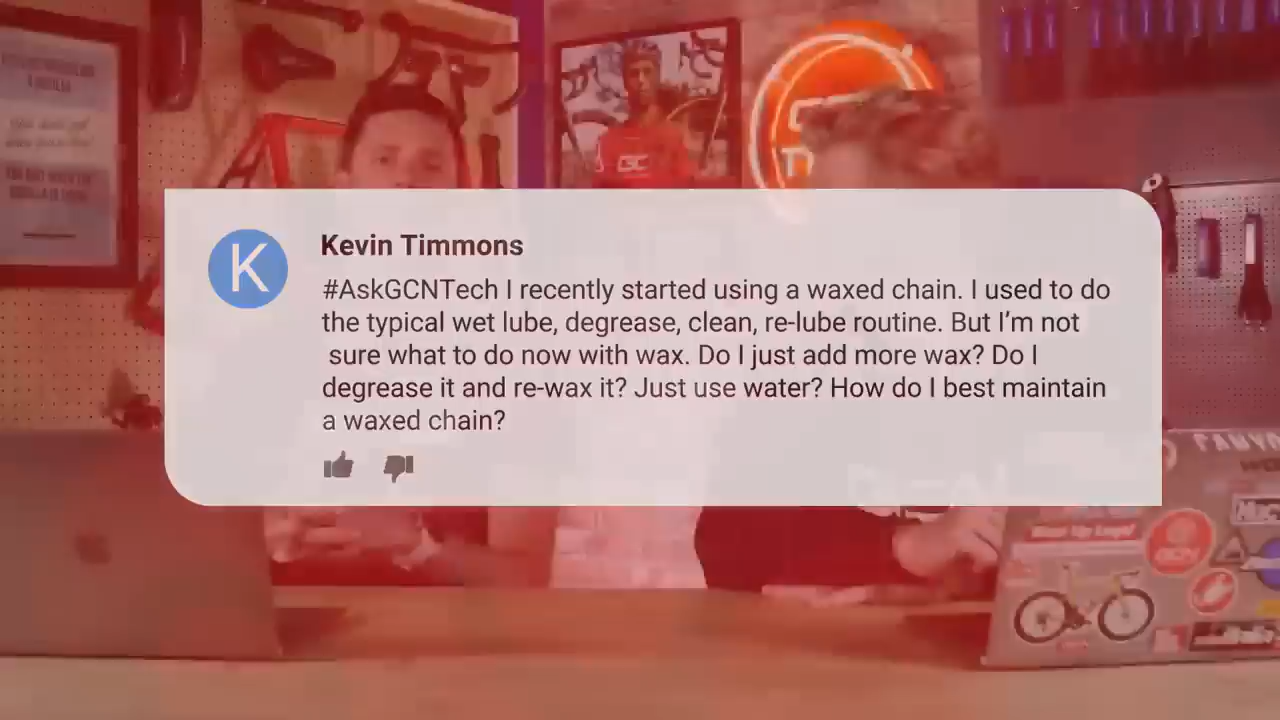 K
Kevin Timmons
#AskGCNTech I recently started using a waxed chain. I used to do
the typical wet lube, degrease, clean, re-lube routine. But I’m not
sure what to do now with wax. Do I just add more wax? Do I
degrease it and re-wax it? Just use water? How do I best maintain
a waxed chain?